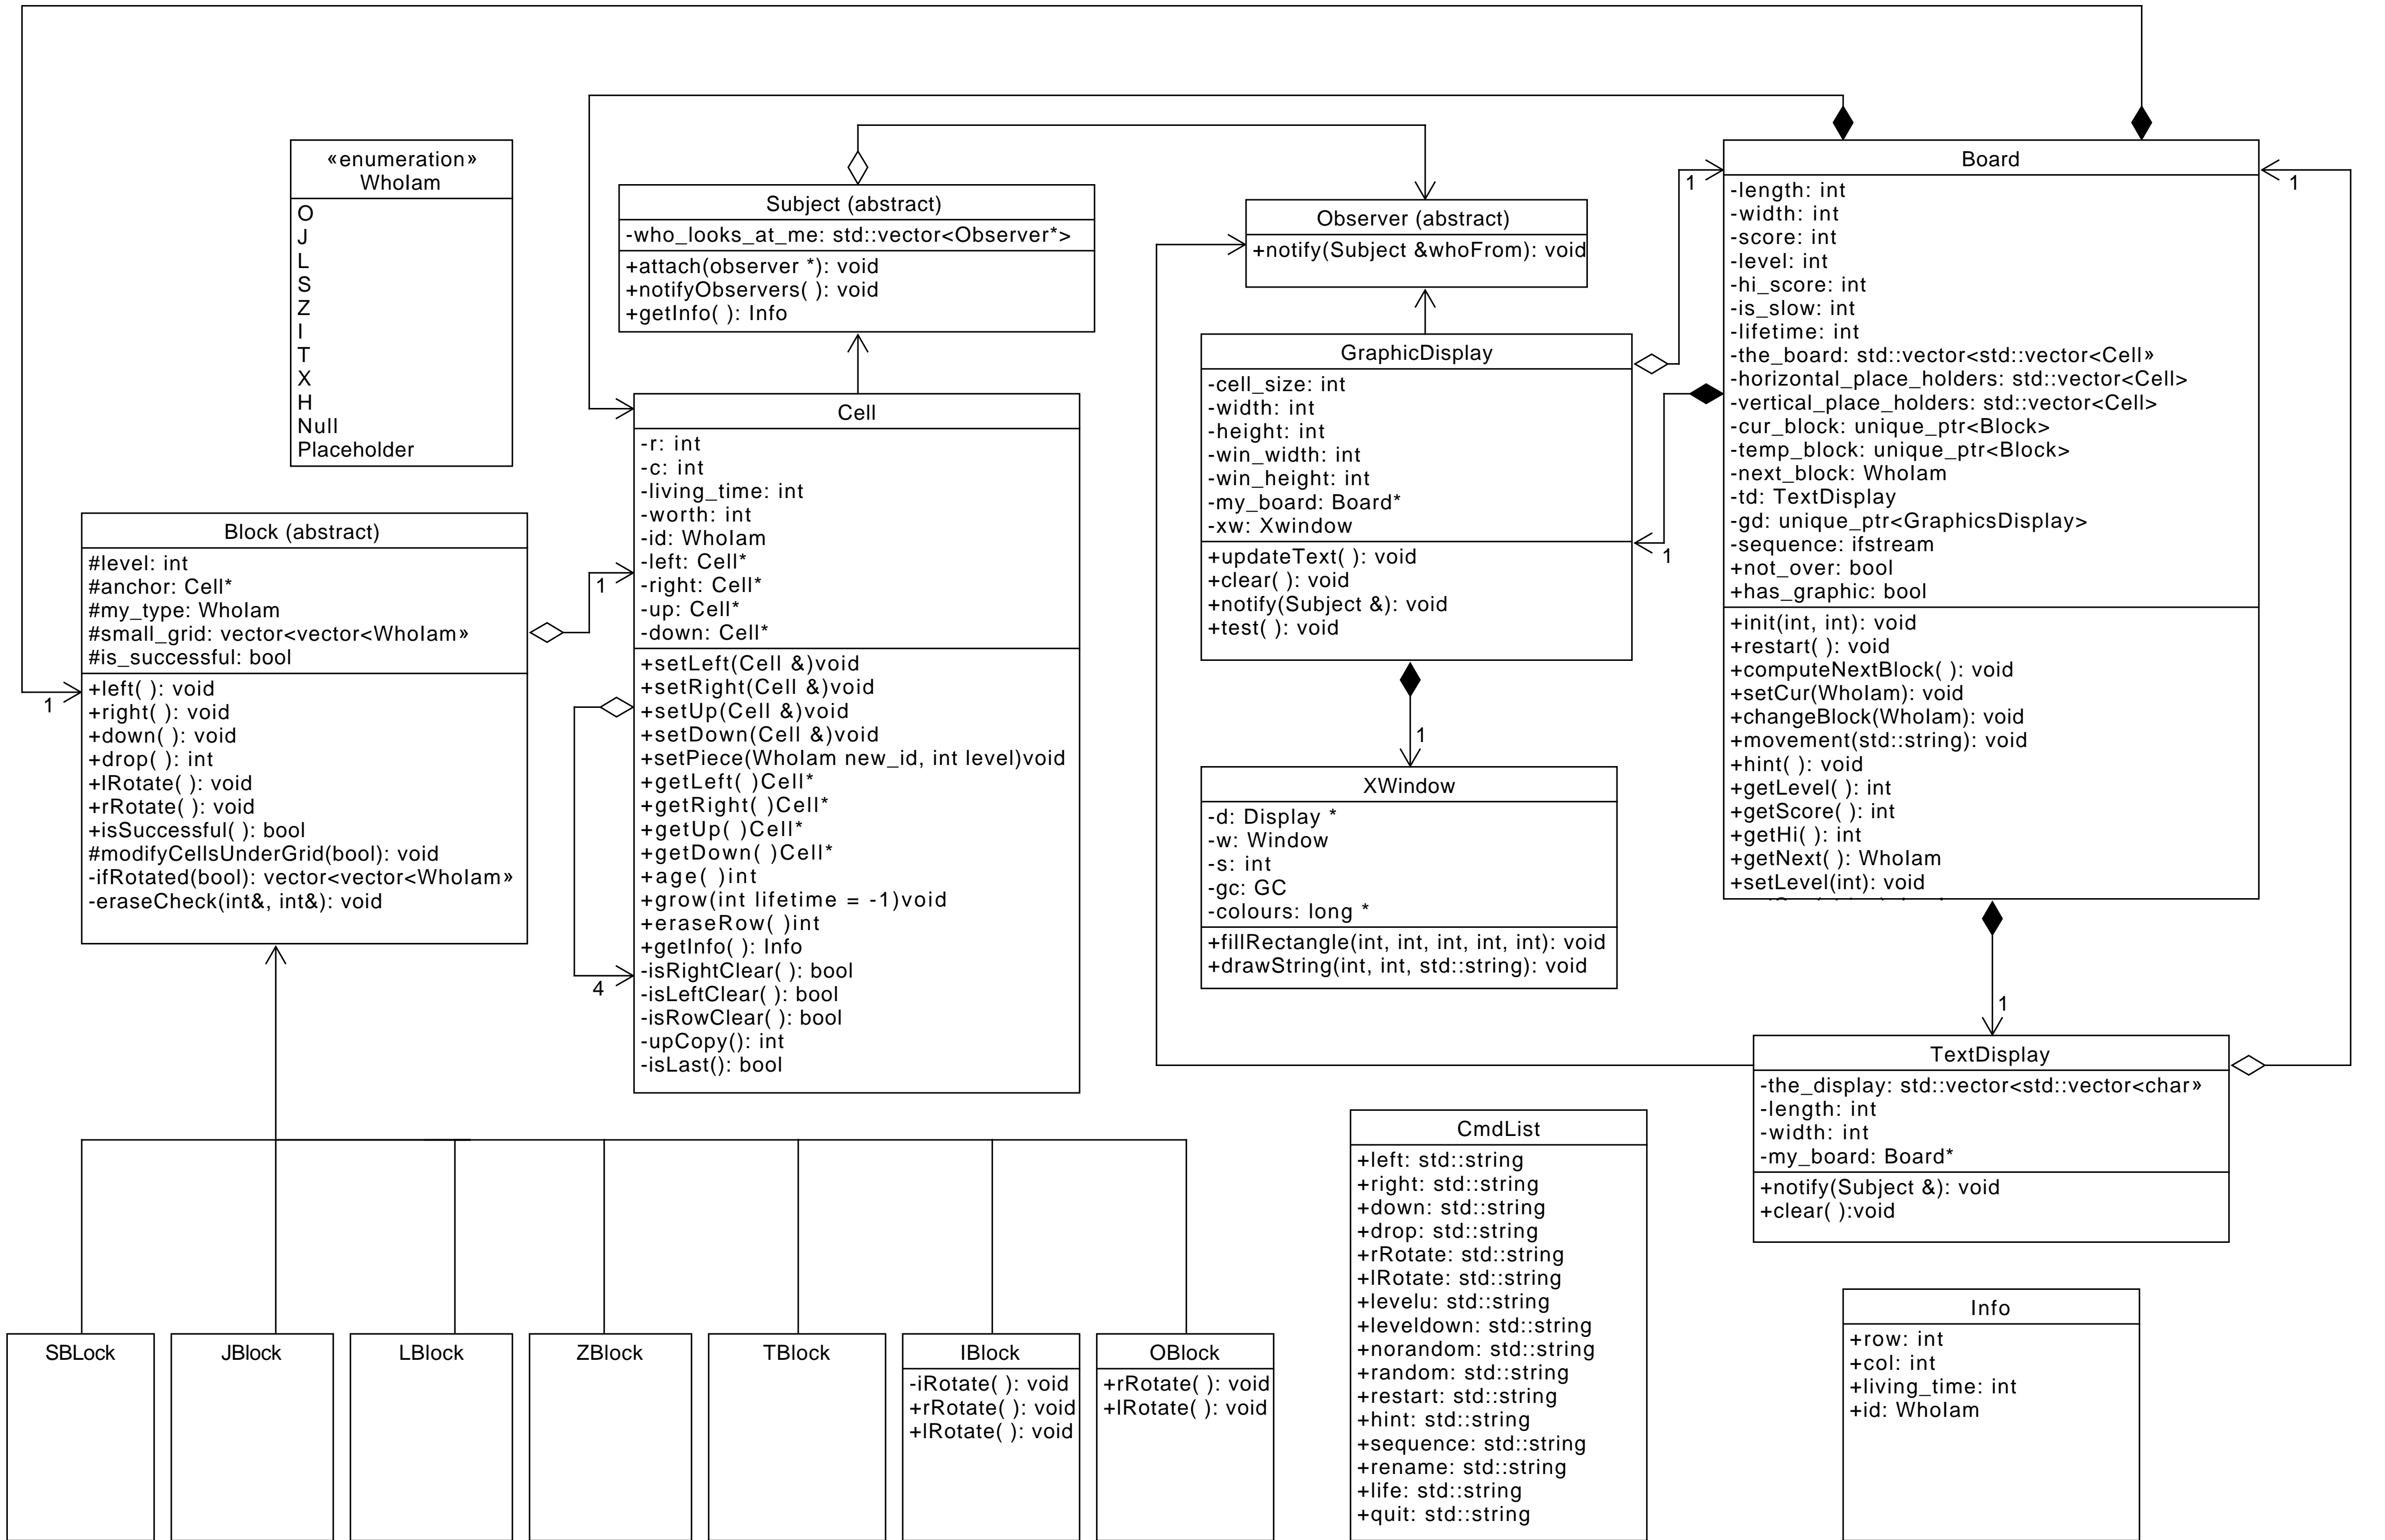 «enumeration»
WhoIam
O
J
L
S
Z
I
T
X
H
Null
Placeholder
Subject (abstract)
-who_looks_at_me: std::vector<Observer*>
+attach(observer *): void
+notifyObservers( ): void
+getInfo( ): Info
Observer (abstract)
+notify(Subject &whoFrom): void
Board
-length: int
-width: int
-score: int
-level: int
-hi_score: int
-is_slow: int
-lifetime: int
-the_board: std::vector<std::vector<Cell»
-horizontal_place_holders: std::vector<Cell>
-vertical_place_holders: std::vector<Cell>
-cur_block: unique_ptr<Block>
-temp_block: unique_ptr<Block>
-next_block: WhoIam
-td: TextDisplay
-gd: unique_ptr<GraphicsDisplay>
-sequence: ifstream
+not_over: bool
+has_graphic: bool
+init(int, int): void
+restart( ): void
+computeNextBlock( ): void
+setCur(WhoIam): void
+changeBlock(WhoIam): void
+movement(std::string): void
+hint( ): void
+getLevel( ): int
+getScore( ): int
+getHi( ): int
+getNext( ): WhoIam
+setLevel(int): void
1
1
GraphicDisplay
-cell_size: int
-width: int
-height: int
-win_width: int
-win_height: int
-my_board: Board*
-xw: Xwindow
+updateText( ): void
+clear( ): void
+notify(Subject &): void
+test( ): void
1
1
Cell
-r: int
-c: int
-living_time: int
-worth: int
-id: WhoIam
-left: Cell*
-right: Cell*
-up: Cell*
-down: Cell*
+setLeft(Cell &)void
+setRight(Cell &)void
+setUp(Cell &)void
+setDown(Cell &)void
+setPiece(WhoIam new_id, int level)void
+getLeft( )Cell*
+getRight( )Cell*
+getUp( )Cell*
+getDown( )Cell*
+age( )int
+grow(int lifetime = -1)void
+eraseRow( )int
+getInfo( ): Info
-isRightClear( ): bool
-isLeftClear( ): bool
-isRowClear( ): bool
-upCopy(): int
-isLast(): bool
4
Block (abstract)
#level: int
#anchor: Cell*
#my_type: WhoIam
#small_grid: vector<vector<WhoIam»
#is_successful: bool
+left( ): void
+right( ): void
+down( ): void
+drop( ): int
+lRotate( ): void
+rRotate( ): void
+isSuccessful( ): bool
#modifyCellsUnderGrid(bool): void
-ifRotated(bool): vector<vector<WhoIam»
-eraseCheck(int&, int&): void
1
1
XWindow
-d: Display *
-w: Window
-s: int
-gc: GC
-colours: long *
+fillRectangle(int, int, int, int, int): void
+drawString(int, int, std::string): void
1
TextDisplay
-the_display: std::vector<std::vector<char»
-length: int
-width: int
-my_board: Board*
+notify(Subject &): void
+clear( ):void
CmdList
+left: std::string
+right: std::string
+down: std::string
+drop: std::string
+rRotate: std::string
+lRotate: std::string
+levelu: std::string
+leveldown: std::string
+norandom: std::string
+random: std::string
+restart: std::string
+hint: std::string
+sequence: std::string
+rename: std::string
+life: std::string
+quit: std::string
Info
+row: int
+col: int
+living_time: int
+id: WhoIam
SBLock
JBlock
LBlock
ZBlock
TBlock
IBlock
-iRotate( ): void
+rRotate( ): void
+lRotate( ): void
OBlock
+rRotate( ): void
+lRotate( ): void